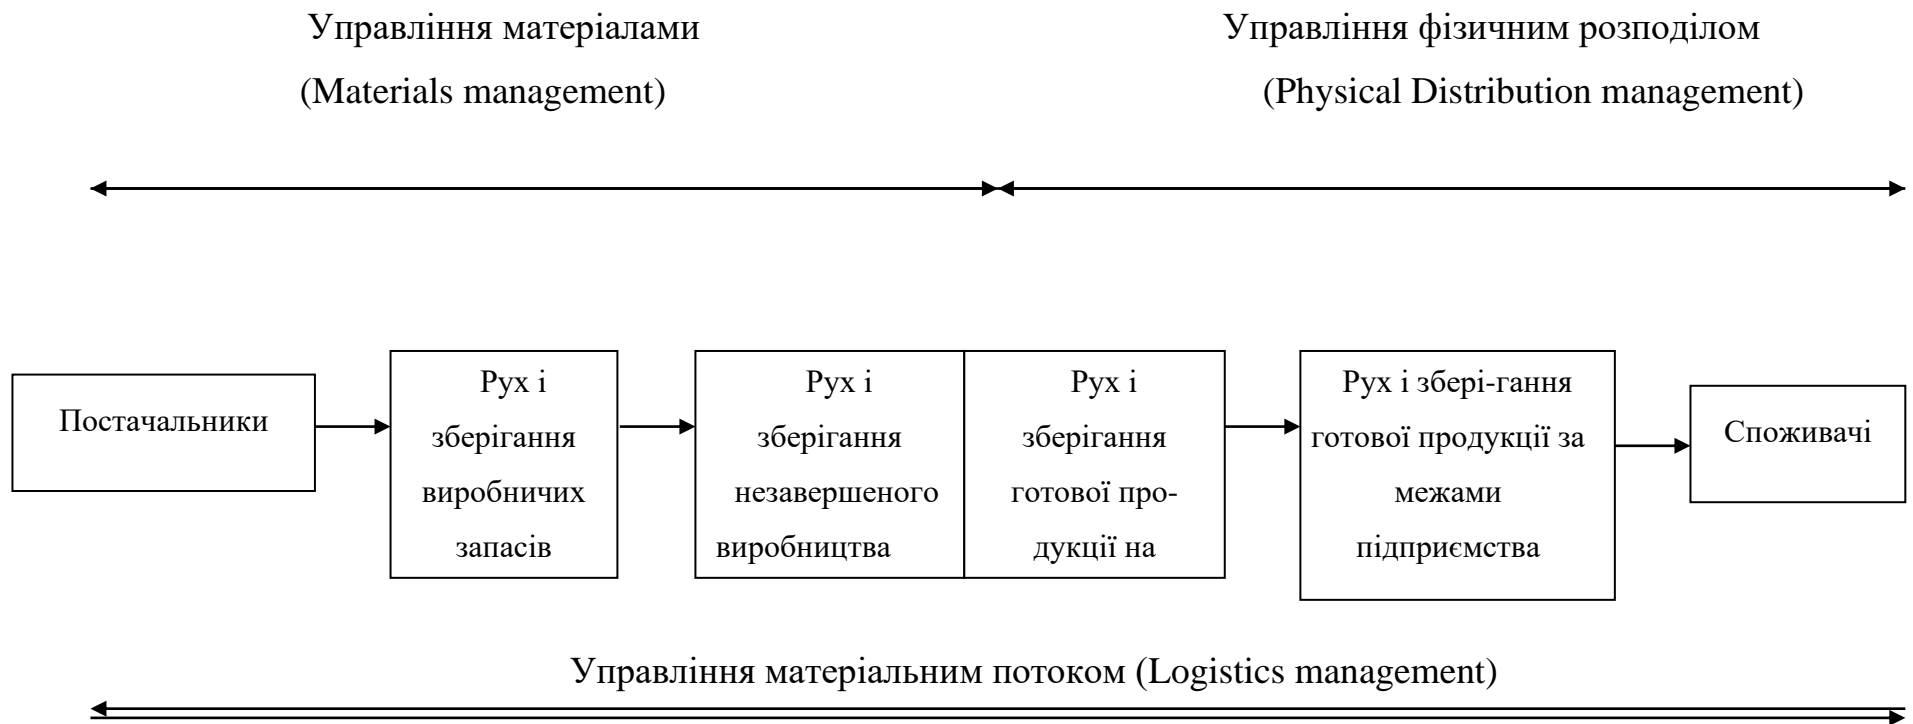 Управління матеріалами
(Materials management)
Управління фізичним розподілом
(Physical Distribution management)
Постачальники
Рух і
зберігання
виробничих
запасів
Рух і
зберігання
незавершеного
виробництва
Рух і
зберігання
готової про-
дукції на
Рух і збері-гання
готової продукції за
межами
підприємства
Споживачі
Управління матеріальним потоком (Logistics management)